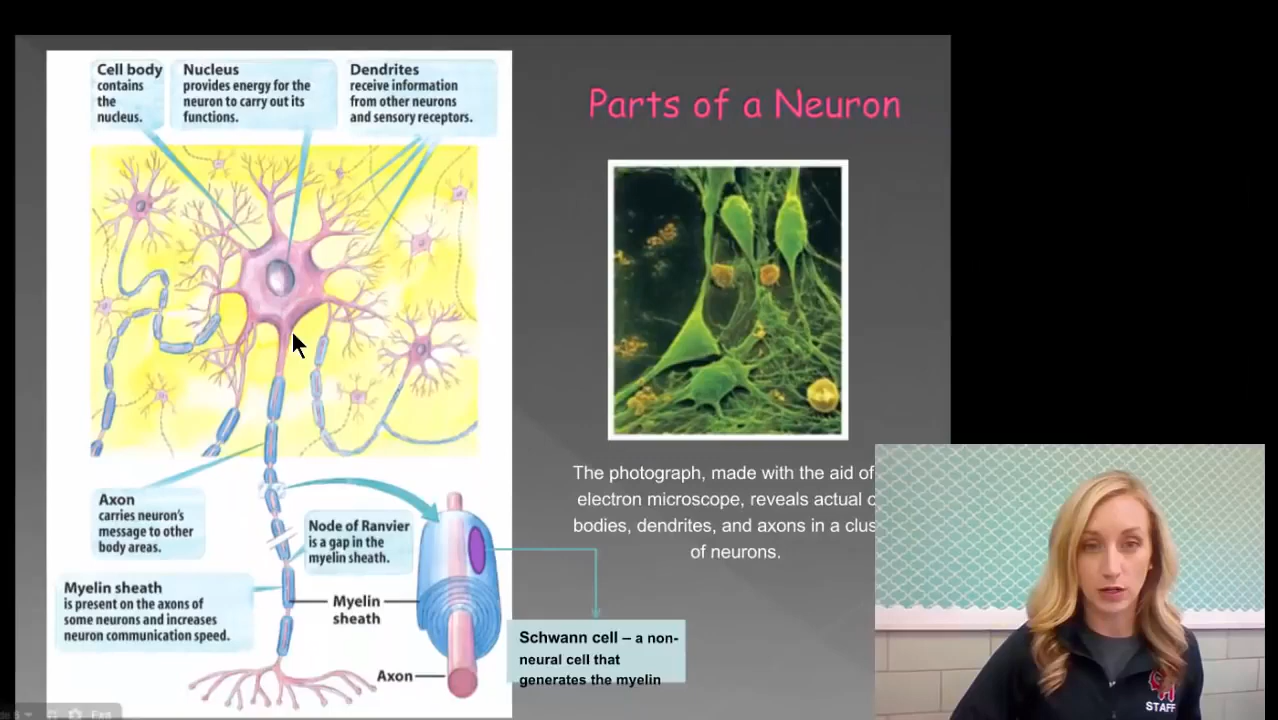 Cell body
contains
the
nucleus.
Nucleus
provides energy for the
neuron to carry out its
functions.
Dendrites
receive information
from other neurons
and sensory receptors.
Parts of a Neuron
Axon
carries neuron's
message to other
body areas.
Node of Ranvier
is a gap in the
myelin sheath.
Myelin sheath
is present on the axons of
some neurons and increases
neuron communication speed.
Myelin
sheath
Axon
The photograph, made with the aid of
electron microscope, reveals actual
bodies, dendrites, and axons in a
of neurons.
Schwann cell – a non-
neural cell that
generates the myelin
STAFF
Exit